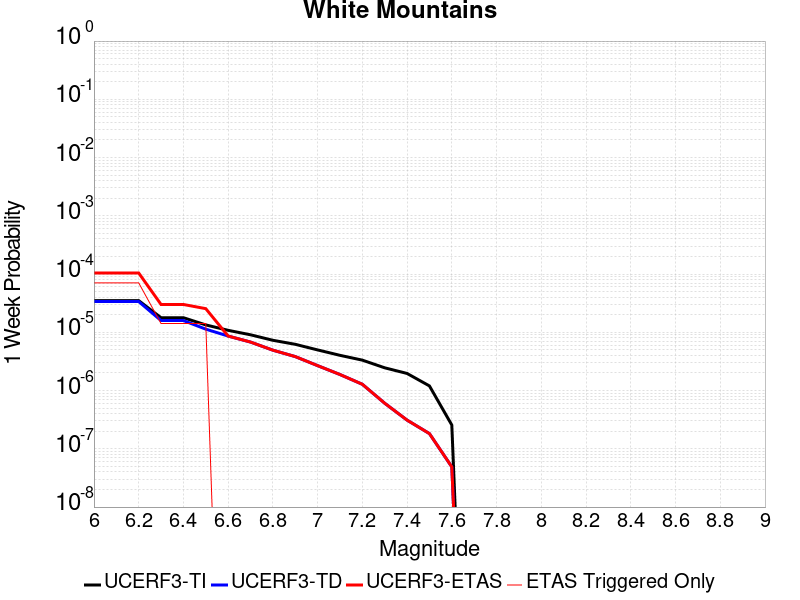 White Mountains
10 0
10 -1
10 -2
10 -3
10 -4
10 -5
10 -6
10 -7
10 -8
1 Week Probability
6 6.2 6.4 6.6 6.8 7 7.2 7.4 7.6 7.8 8 8.2 8.4 8.6 8.8 9
Magnitude
UCERF3-TI UCERF3-TD UCERF3-ETAS ETAS Triggered Only